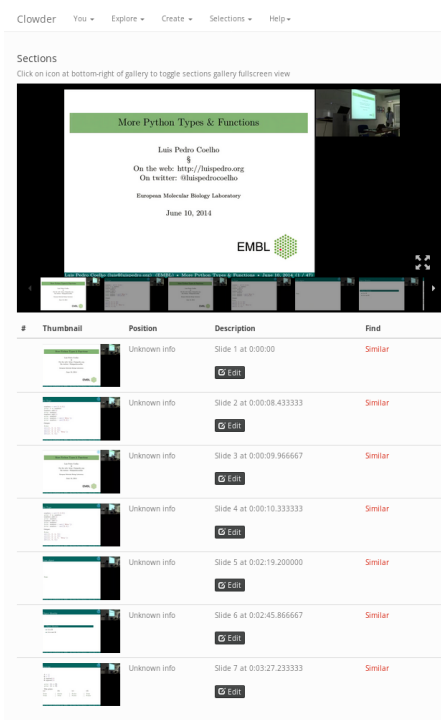 Clowder You Explore Create Selections Help
Sections
Click on icon at bottom-right of gallery to toggle sections gallery fullscreen view
More Python Types & Functions
Luis Pedro Coelho
§
On the web: http://luispedro.org
On twitter: @luispedrocoelho
European Molecular Biology Laboratory
June 10, 2014
EMBL
# Thumbnail Position Description Find
Unknown info Slide 1 at 0:00:00 Similar
Edit
Unknown info Slide 2 at 0:00:08.433333 Similar
Edit
Unknown info Slide 3 at 0:00:09.966667 Similar
Edit
Unknown info Slide 4 at 0:00:10.333333 Similar
Edit
Unknown info Slide 5 at 0:02:19.200000 Similar
Edit
Unknown info Slide 6 at 0:02:45.866667 Similar
Edit
Unknown info Slide 7 at 0:03:27.233333 Similar
Edit